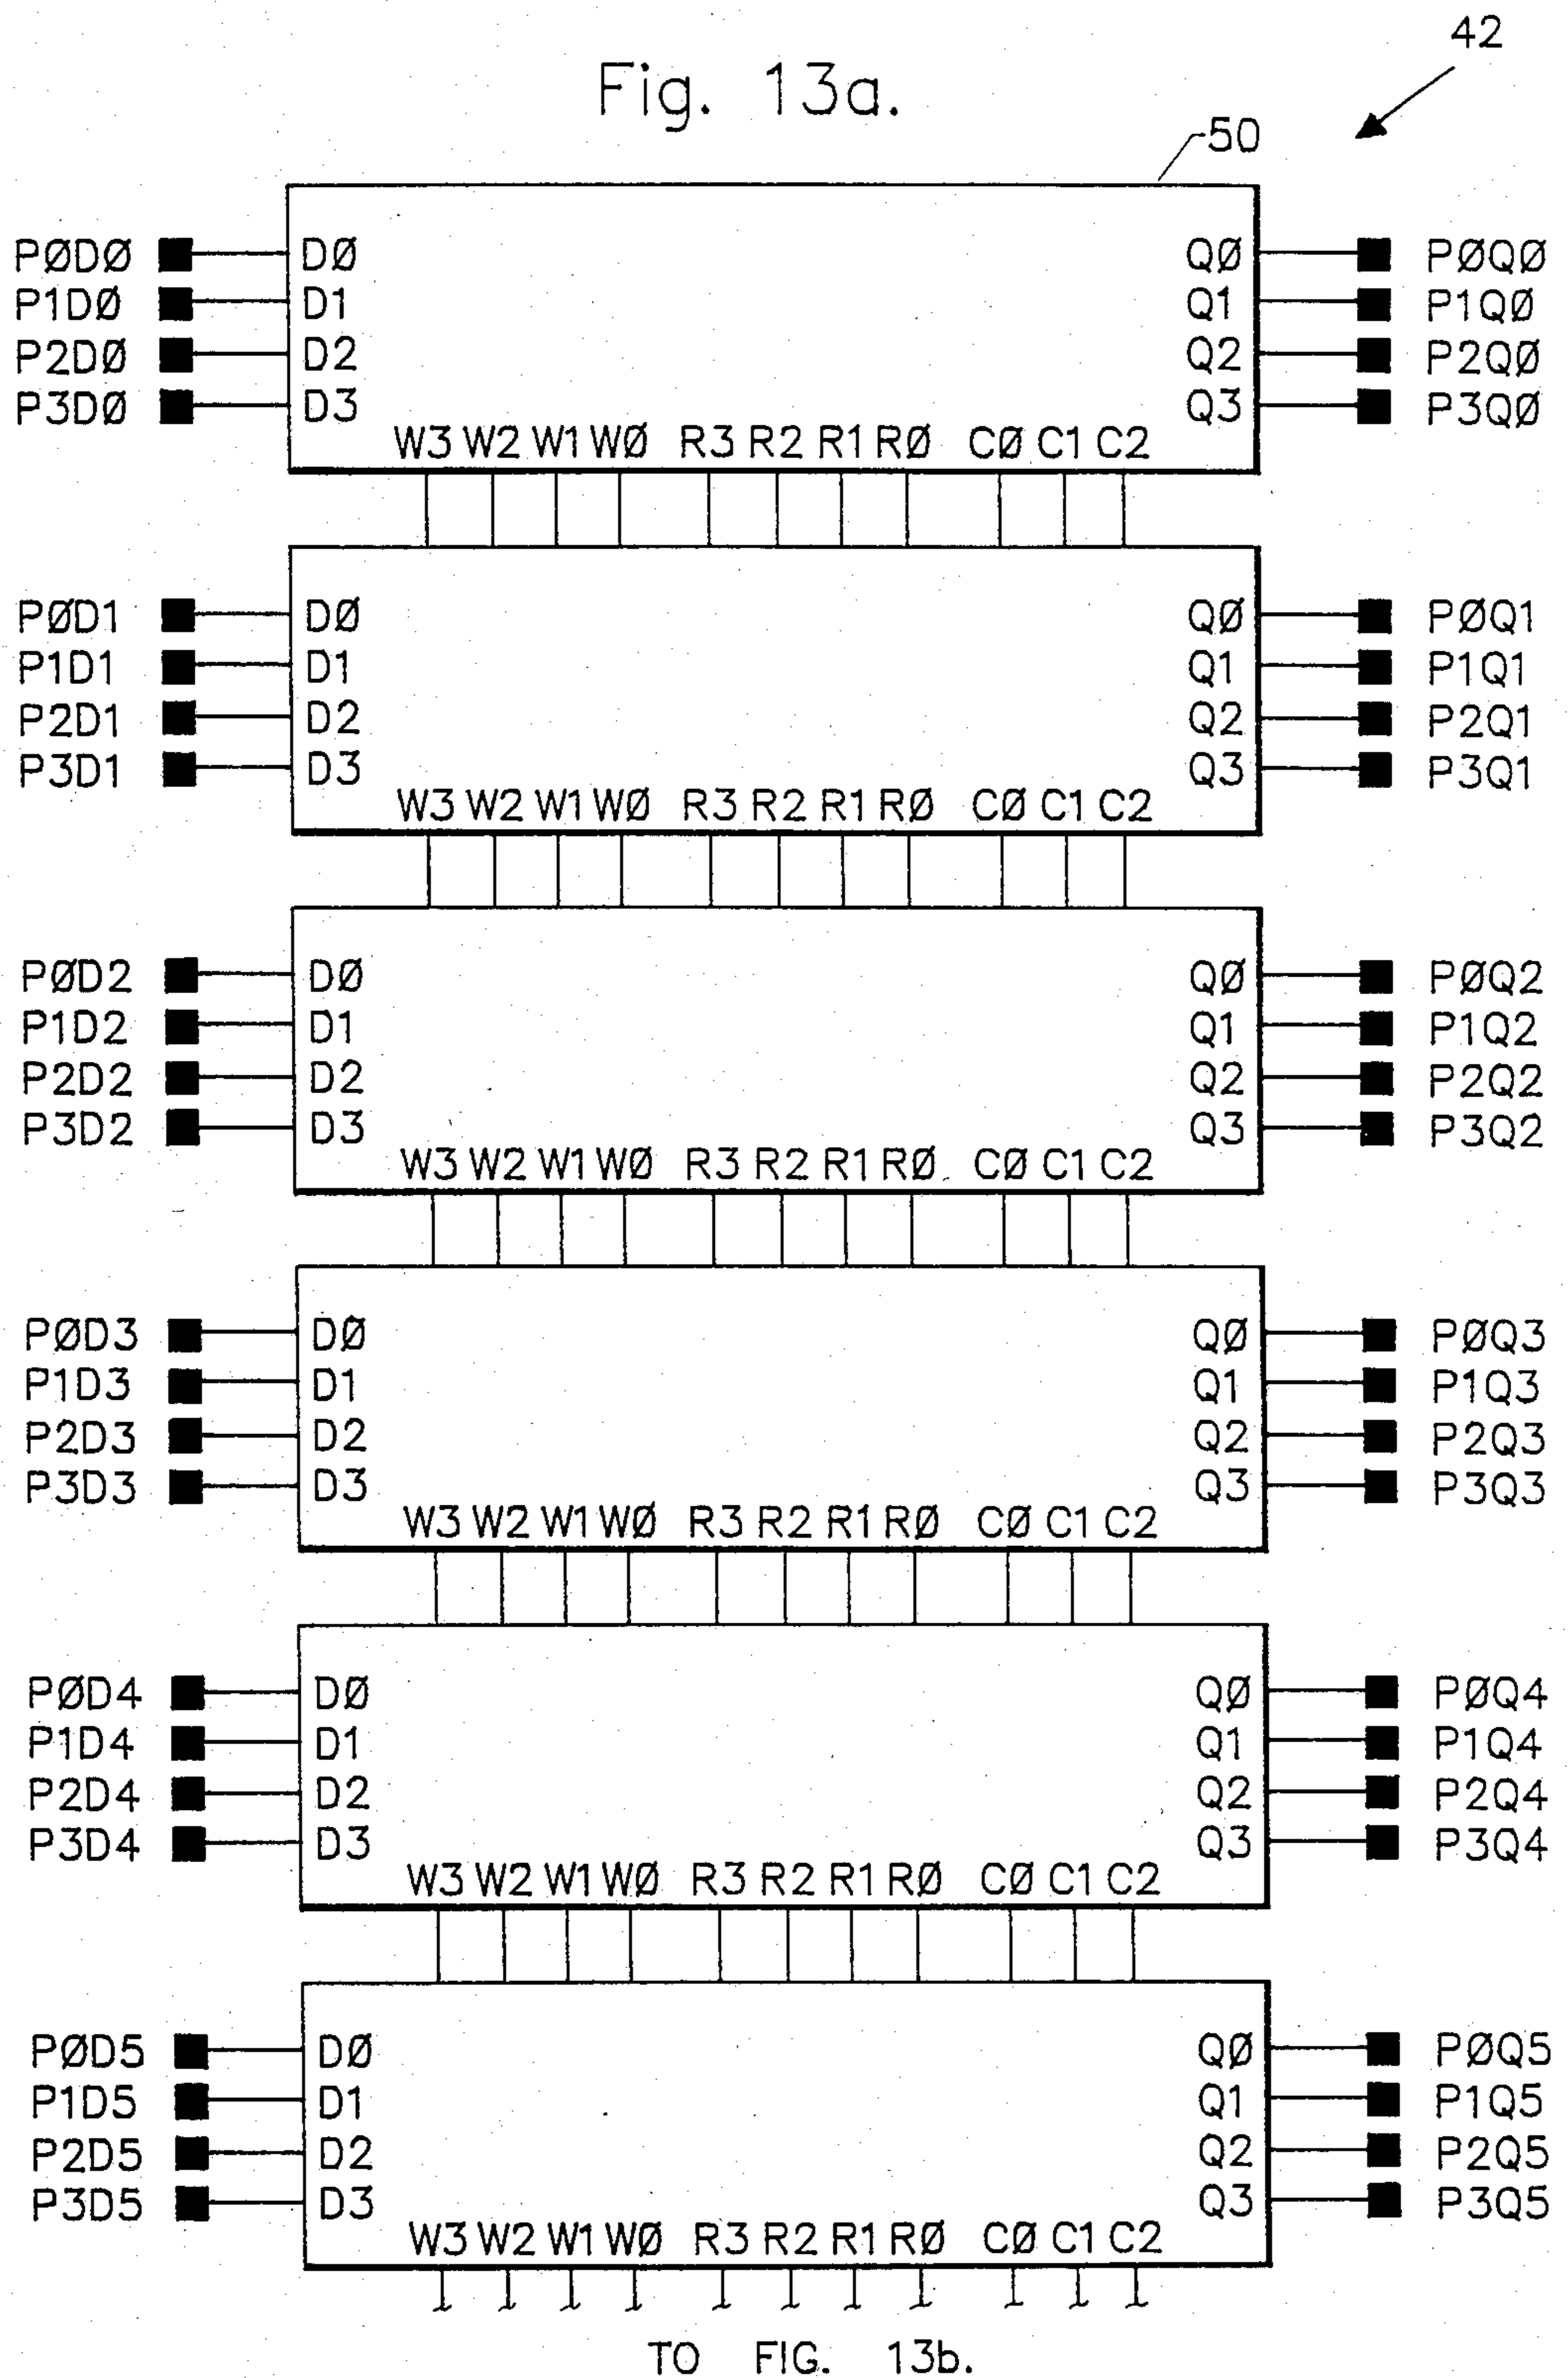 42
Fig. 13a.
50
PØDØ DØ QØ PØQØ
P1DØ D1 Q1 P1QØ
P2DØ D2 Q2 P2QØ
P3DØ D3 Q3 P3QØ
W3 W2 W1 WØ R3 R2 R1 RØ CØ C1 C2
PØD1 DØ QØ PØQ1
P1D1 D1 Q1 P1Q1
P2D1 D2 Q2 P2Q1
P3D1 D3 Q3 P3Q1
W3 W2 W1 WØ R3 R2 R1 RØ CØ C1 C2
PØD2 DØ QØ PØQ2
P1D2 D1 Q1 P1Q2
P2D2 D2 Q2 P2Q2
P3D2 D3 Q3 P3Q2
W3 W2 W1 WØ R3 R2 R1 RØ CØ C1 C2
PØD3 DØ QØ PØQ3
P1D3 D1 Q1 P1Q3
P2D3 D2 Q2 P2Q3
P3D3 D3 Q3 P3Q3
W3 W2 W1 WØ R3 R2 R1 RØ CØ C1 C2
PØD4 DØ QØ PØQ4
P1D4 D1 Q1 P1Q4
P2D4 D2 Q2 P2Q4
P3D4 D3 Q3 P3Q4
W3 W2 W1 WØ R3 R2 R1 RØ CØ C1 C2
PØD5 DØ QØ PØQ5
P1D5 D1 Q1 P1Q5
P2D5 D2 Q2 P2Q5
P3D5 D3 Q3 P3Q5
W3 W2 W1 WØ R3 R2 R1 RØ CØ C1 C2
TO FIG. 13b.